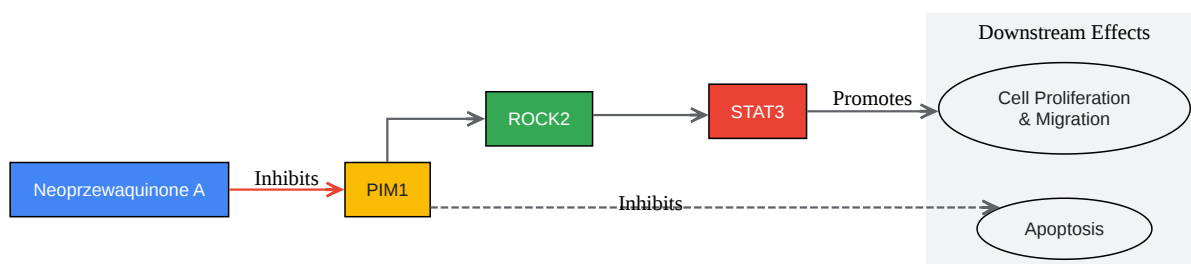 Downstream Effects
Cell Proliferation
& Migration
Promotes
STAT3
ROCK2
Neoprzewaquinone A
Inhibits
PIM1
Inhibits
Apoptosis